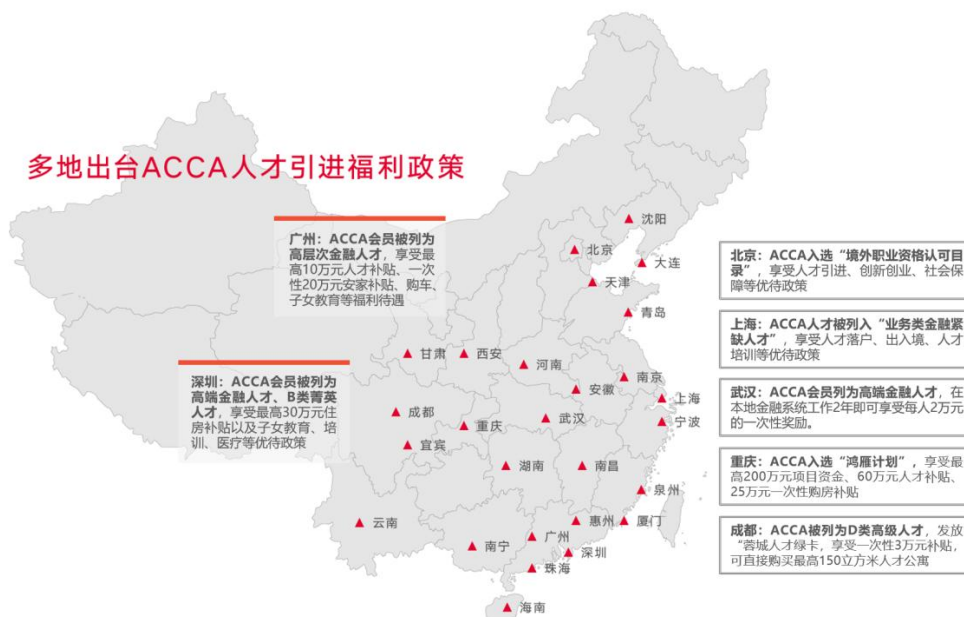 多地出台ACCA人才引进福利政策
广州：ACCA会员被列为
高层次金融人才，享受最
高10万元人才补贴、一次
性20万元安家补贴、购车、
子女教育等福利待遇
深圳：ACCA会员被列为
高端金融人才、B类菁英
人才，享受最高30万元住
房补贴以及子女教育、培
训、医疗等优待政策
沈阳
北京
大连
天津
青岛
甘肃
西安
河南
南京
安徽
上海
成都
重庆
武汉
宁波
宜宾
湖南
南昌
泉州
云南
惠州
厦门
广州
南宁
深圳
珠海
海南
北京：ACCA入选“境外职业资格认可目
录”，享受人才引进、创新创业、社会保
障等优待政策
上海：ACCA人才被列入“业务类金融紧
缺人才”，享受人才落户、出入境、人才
培训等优待政策
武汉：ACCA会员列为高端金融人才，在
本地金融系统工作2年即可享受每人2万元
的一次性奖励。
重庆：ACCA入选“鸿雁计划”，享受最
高200万元项目资金、60万元人才补贴、
25万元一次性购房补贴
成都：ACCA被列为D类高级人才，发放
“蓉城人才绿卡，享受一次性3万元补贴，
可直接购买最高150立方米人才公寓